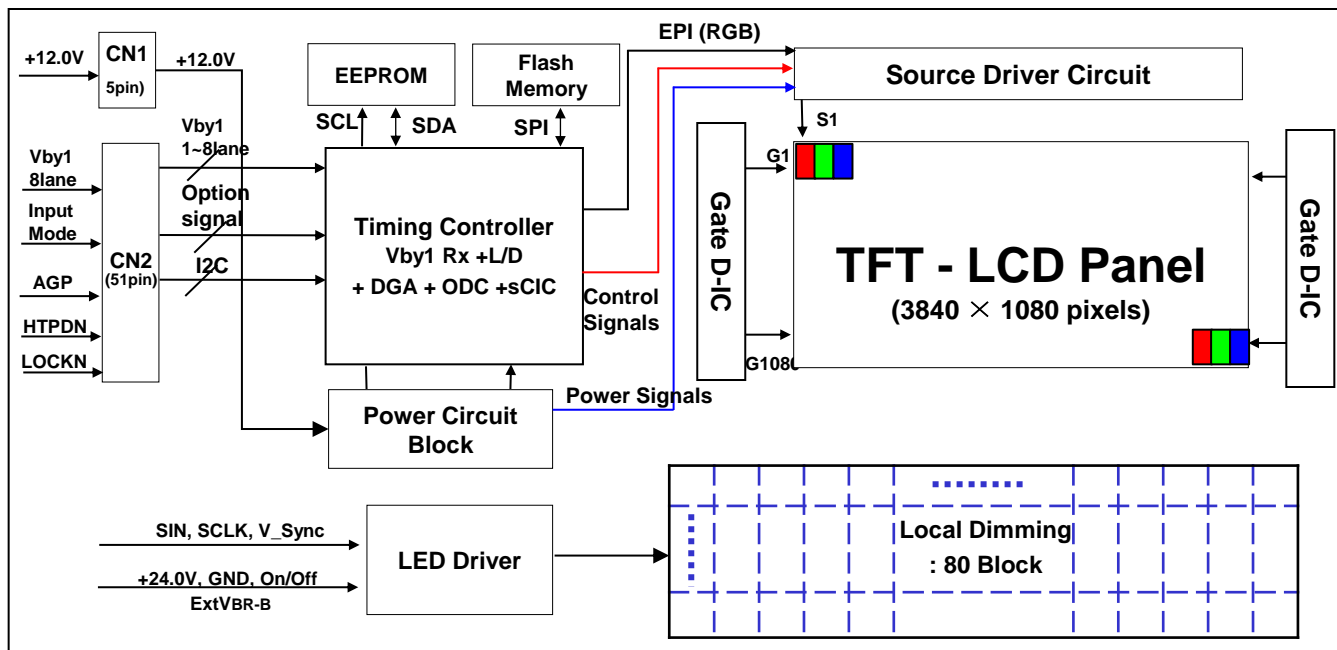 +12.0V
CN1
5pin)
+12.0V
EEPROM
Flash
Memory
EPI (RGB)
Source Driver Circuit
SCL
SDA
SPI
S1
Vby1
1~8lane
Vby1
8lane
Input
Mode
AGP
HTPDN
LOCKN
CN2
(51pin)
Option
signal
I2C
Timing Controller
Vby1 Rx +L/D
+ DGA + ODC +sCIC
Control
Signals
Power Signals
Power Circuit
Block
G1
Gate D-IC
G1080
TFT - LCD Panel
(3840 × 1080 pixels)
Gate D-IC
SIN, SCLK, V_Sync
+24.0V, GND, On/Off
ExtVBR-B
LED Driver
Local Dimming
: 80 Block